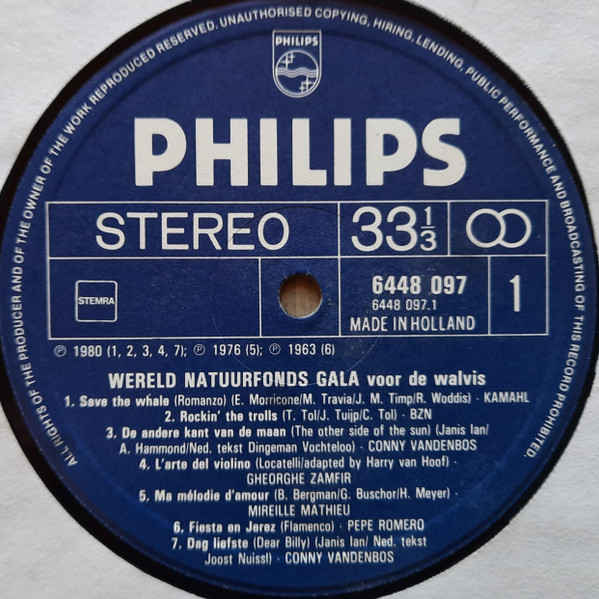 ALL RIGHTS OF THE PRODUCER AND OF THE OWNER OF THE WORK REPRODUCED RESERVED. UNAUTHORISED COPYING, HIRING, LENDING, PUBLIC PERFORMANCE AND BROADCASTING OF THIS RECORD PROHIBITED.
PHILIPS
PHILIPS
STEREO
33 1/3
STEMRA
6448 097
6448 097.1
MADE IN HOLLAND
1
℗ 1980 (1, 2, 3, 4, 7); ℗ 1976 (5); ℗ 1963 (6)
WERELD NATUURFONDS GALA voor de walvis
1. Save the whale (Romanzo) (E. Morricone/M. Travia/J. M. Timp/R. Woddis) · KAMAHL
2. Rockin' the trolls (T. Tol/J. Tuijp/C. Tol) · BZN
3. De andere kant van de maan (The other side of the sun) (Janis Ian/
A. Hammond/Ned. tekst Dingeman Vochteloo) · CONNY VANDENBOS
4. L'arte del violino (Locatelli/adapted by Harry van Hoof) ·
GHEORGHE ZAMFIR
5. Ma mélodie d'amour (B. Bergman/G. Buschor/H. Meyer) ·
MIREILLE MATHIEU
6. Fiesta en Jerez (Flamenco) · PEPE ROMERO
7. Dag liefste (Dear Billy) (Janis Ian/ Ned. tekst
Joost Nuissl) · CONNY VANDENBOS